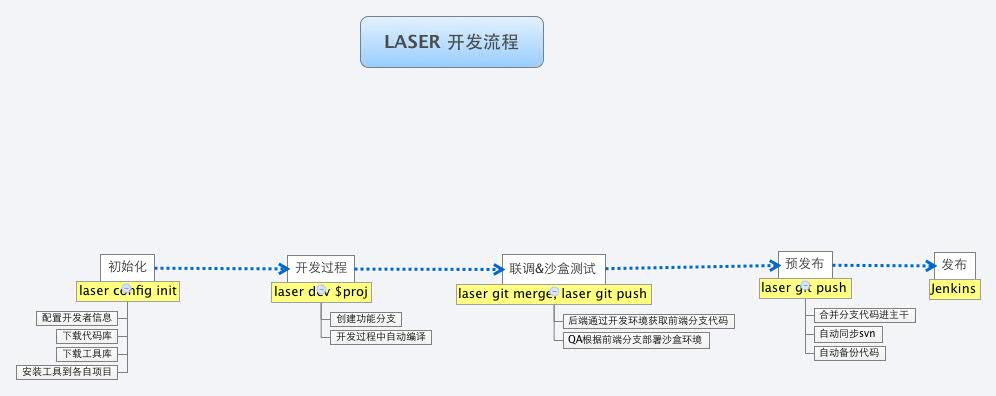 LASER 开发流程
初始化
laser config init
配置开发者信息
下载代码库
下载工具库
安装工具到各自项目
开发过程
laser dev $proj
创建功能分支
开发过程中自动编译
联调&沙盒测试
laser git merge, laser git push
后端通过开发环境获取前端分支代码
QA根据前端分支部署沙盒环境
预发布
laser git push
合并分支代码进主干
自动同步svn
自动备份代码
发布
Jenkins